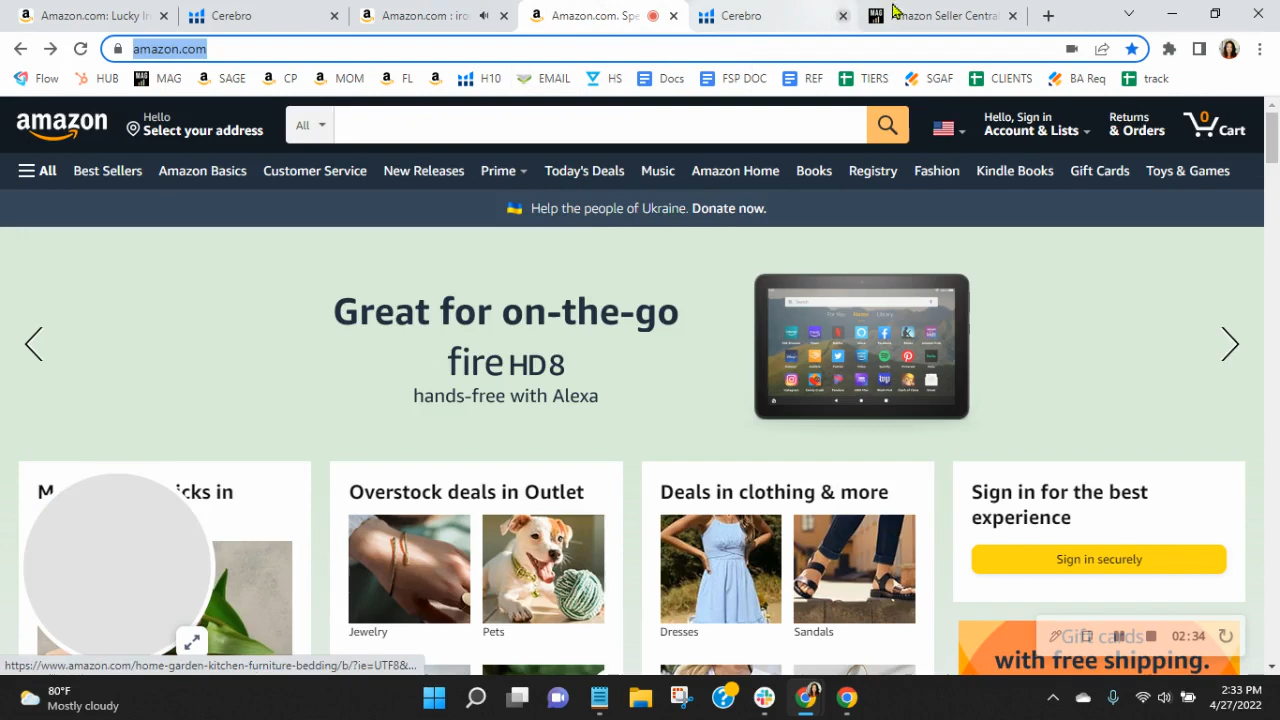 Amazon.com: Lucky Ir
Cerebro
Amazon.com : iron
Amazon.com. Spe
Cerebro
Amazon Seller Central
amazon.com
Flow
HUB
MAG
MAG
SAGE
CP
MOM
FL
H10
EMAIL
HS
Docs
FSP DOC
REF
TIERS
SGAF
CLIENTS
BA Req
track
amazon
Hello
Select your address
All
Hello, Sign in
Account & Lists
Returns
& Orders
0
Cart
All
Best Sellers
Amazon Basics
Customer Service
New Releases
Prime
Today's Deals
Music
Amazon Home
Books
Registry
Fashion
Kindle Books
Gift Cards
Toys & Games
Help the people of Ukraine. Donate now.
Great for on-the-go
fire HD8
hands-free with Alexa
M icks in
Overstock deals in Outlet
Deals in clothing & more
Sign in for the best
experience
Sign in securely
Jewelry
Pets
Dresses
Sandals
Gift cards
with free shipping.
02:34
https://www.amazon.com/home-garden-kitchen-furniture-bedding/b/?ie=UTF8&...
80°F
Mostly cloudy
2:33 PM
4/27/2022